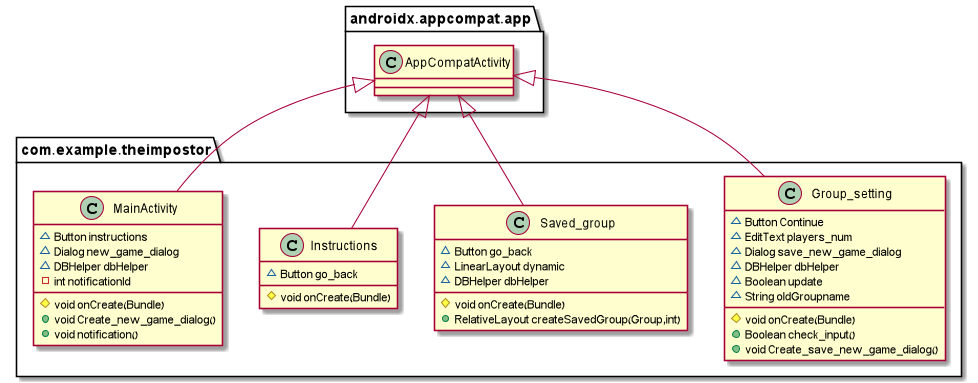 androidx.appcompat.app
C AppCompatActivity
com.example.theimpostor
C MainActivity
Button instructions
Dialog new_game_dialog
DBHelper dbHelper
int notificationId
void onCreate(Bundle)
void Create_new_game_dialog()
void notification()
C Instructions
Button go_back
void onCreate(Bundle)
C Saved_group
Button go_back
LinearLayout dynamic
DBHelper dbHelper
void onCreate(Bundle)
RelativeLayout createSavedGroup(Group,int)
C Group_setting
Button Continue
EditText players_num
Dialog save_new_game_dialog
DBHelper dbHelper
Boolean update
String oldGroupname
void onCreate(Bundle)
Boolean check_input()
void Create_save_new_game_dialog()